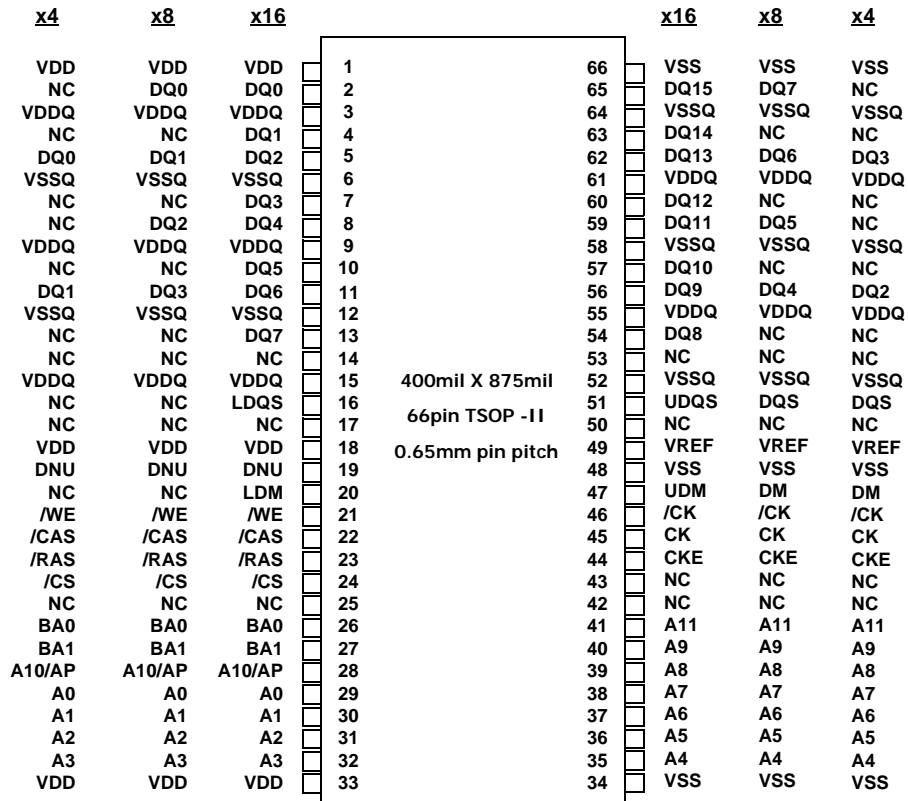 x4 x8 x16 x16 x8 x4
VDD VDD VDD 1 66 VSS VSS VSS
NC DQ0 DQ0 2 65 DQ15 DQ7 NC
VDDQ VDDQ VDDQ 3 64 VSSQ VSSQ VSSQ
NC NC DQ1 4 63 DQ14 NC NC
DQ0 DQ1 DQ2 5 62 DQ13 DQ6 DQ3
VSSQ VSSQ VSSQ 6 61 VDDQ VDDQ VDDQ
NC NC DQ3 7 60 DQ12 NC NC
NC DQ2 DQ4 8 59 DQ11 DQ5 NC
VDDQ VDDQ VDDQ 9 58 VSSQ VSSQ VSSQ
NC NC DQ5 10 57 DQ10 NC NC
DQ1 DQ3 DQ6 11 56 DQ9 DQ4 DQ2
VSSQ VSSQ VSSQ 12 55 VDDQ VDDQ VDDQ
NC NC DQ7 13 54 DQ8 NC NC
NC NC NC 14 53 NC NC NC
VDDQ VDDQ VDDQ 15 400mil X 875mil 52 VSSQ VSSQ VSSQ
NC NC LDQS 16 66pin TSOP -II 51 UDQS DQS DQS
NC NC NC 17 50 NC NC NC
VDD VDD VDD 18 0.65mm pin pitch 49 VREF VREF VREF
DNU DNU DNU 19 48 VSS VSS VSS
NC NC LDM 20 47 UDM DM DM
/WE /WE /WE 21 46 /CK /CK /CK
/CAS /CAS /CAS 22 45 CK CK CK
/RAS /RAS /RAS 23 44 CKE CKE CKE
/CS /CS /CS 24 43 NC NC NC
NC NC NC 25 42 NC NC NC
BA0 BA0 BA0 26 41 A11 A11 A11
BA1 BA1 BA1 27 40 A9 A9 A9
A10/AP A10/AP A10/AP 28 39 A8 A8 A8
A0 A0 A0 29 38 A7 A7 A7
A1 A1 A1 30 37 A6 A6 A6
A2 A2 A2 31 36 A5 A5 A5
A3 A3 A3 32 35 A4 A4 A4
VDD VDD VDD 33 34 VSS VSS VSS